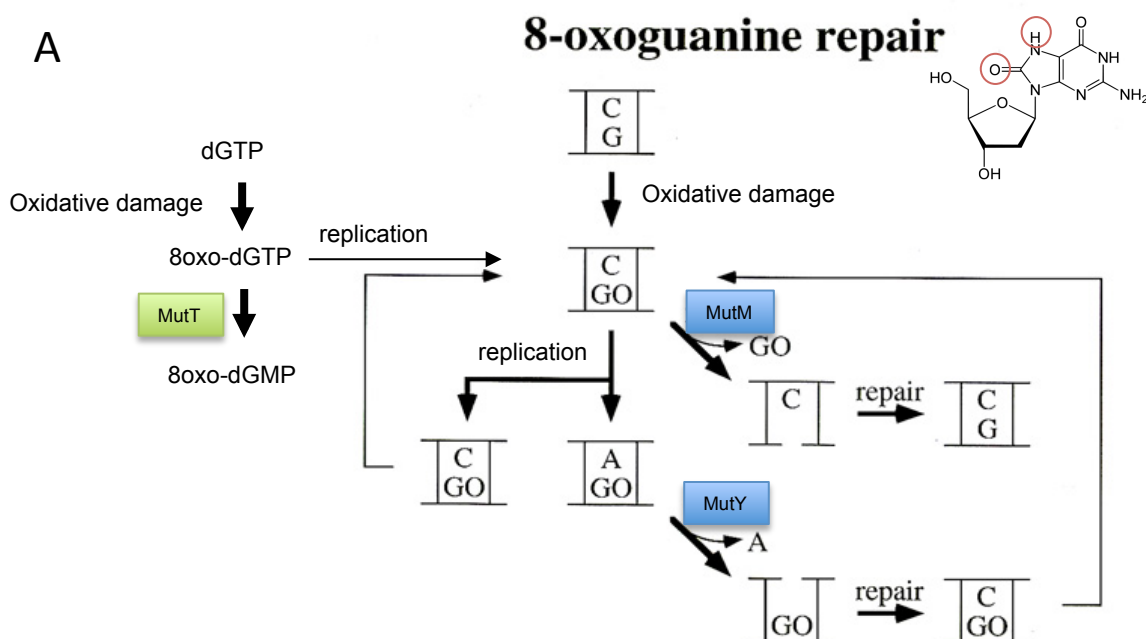 A
8-oxoguanine repair
H
O
N
NH
O
HO
O
N
N
NH2
OH
C
G
dGTP
Oxidative damage
Oxidative damage
8oxo-dGTP
replication
C
GO
MutT
MutM
GO
replication
8oxo-dGMP
C
repair
C
G
C
GO
A
GO
MutY
A
GO
repair
C
GO